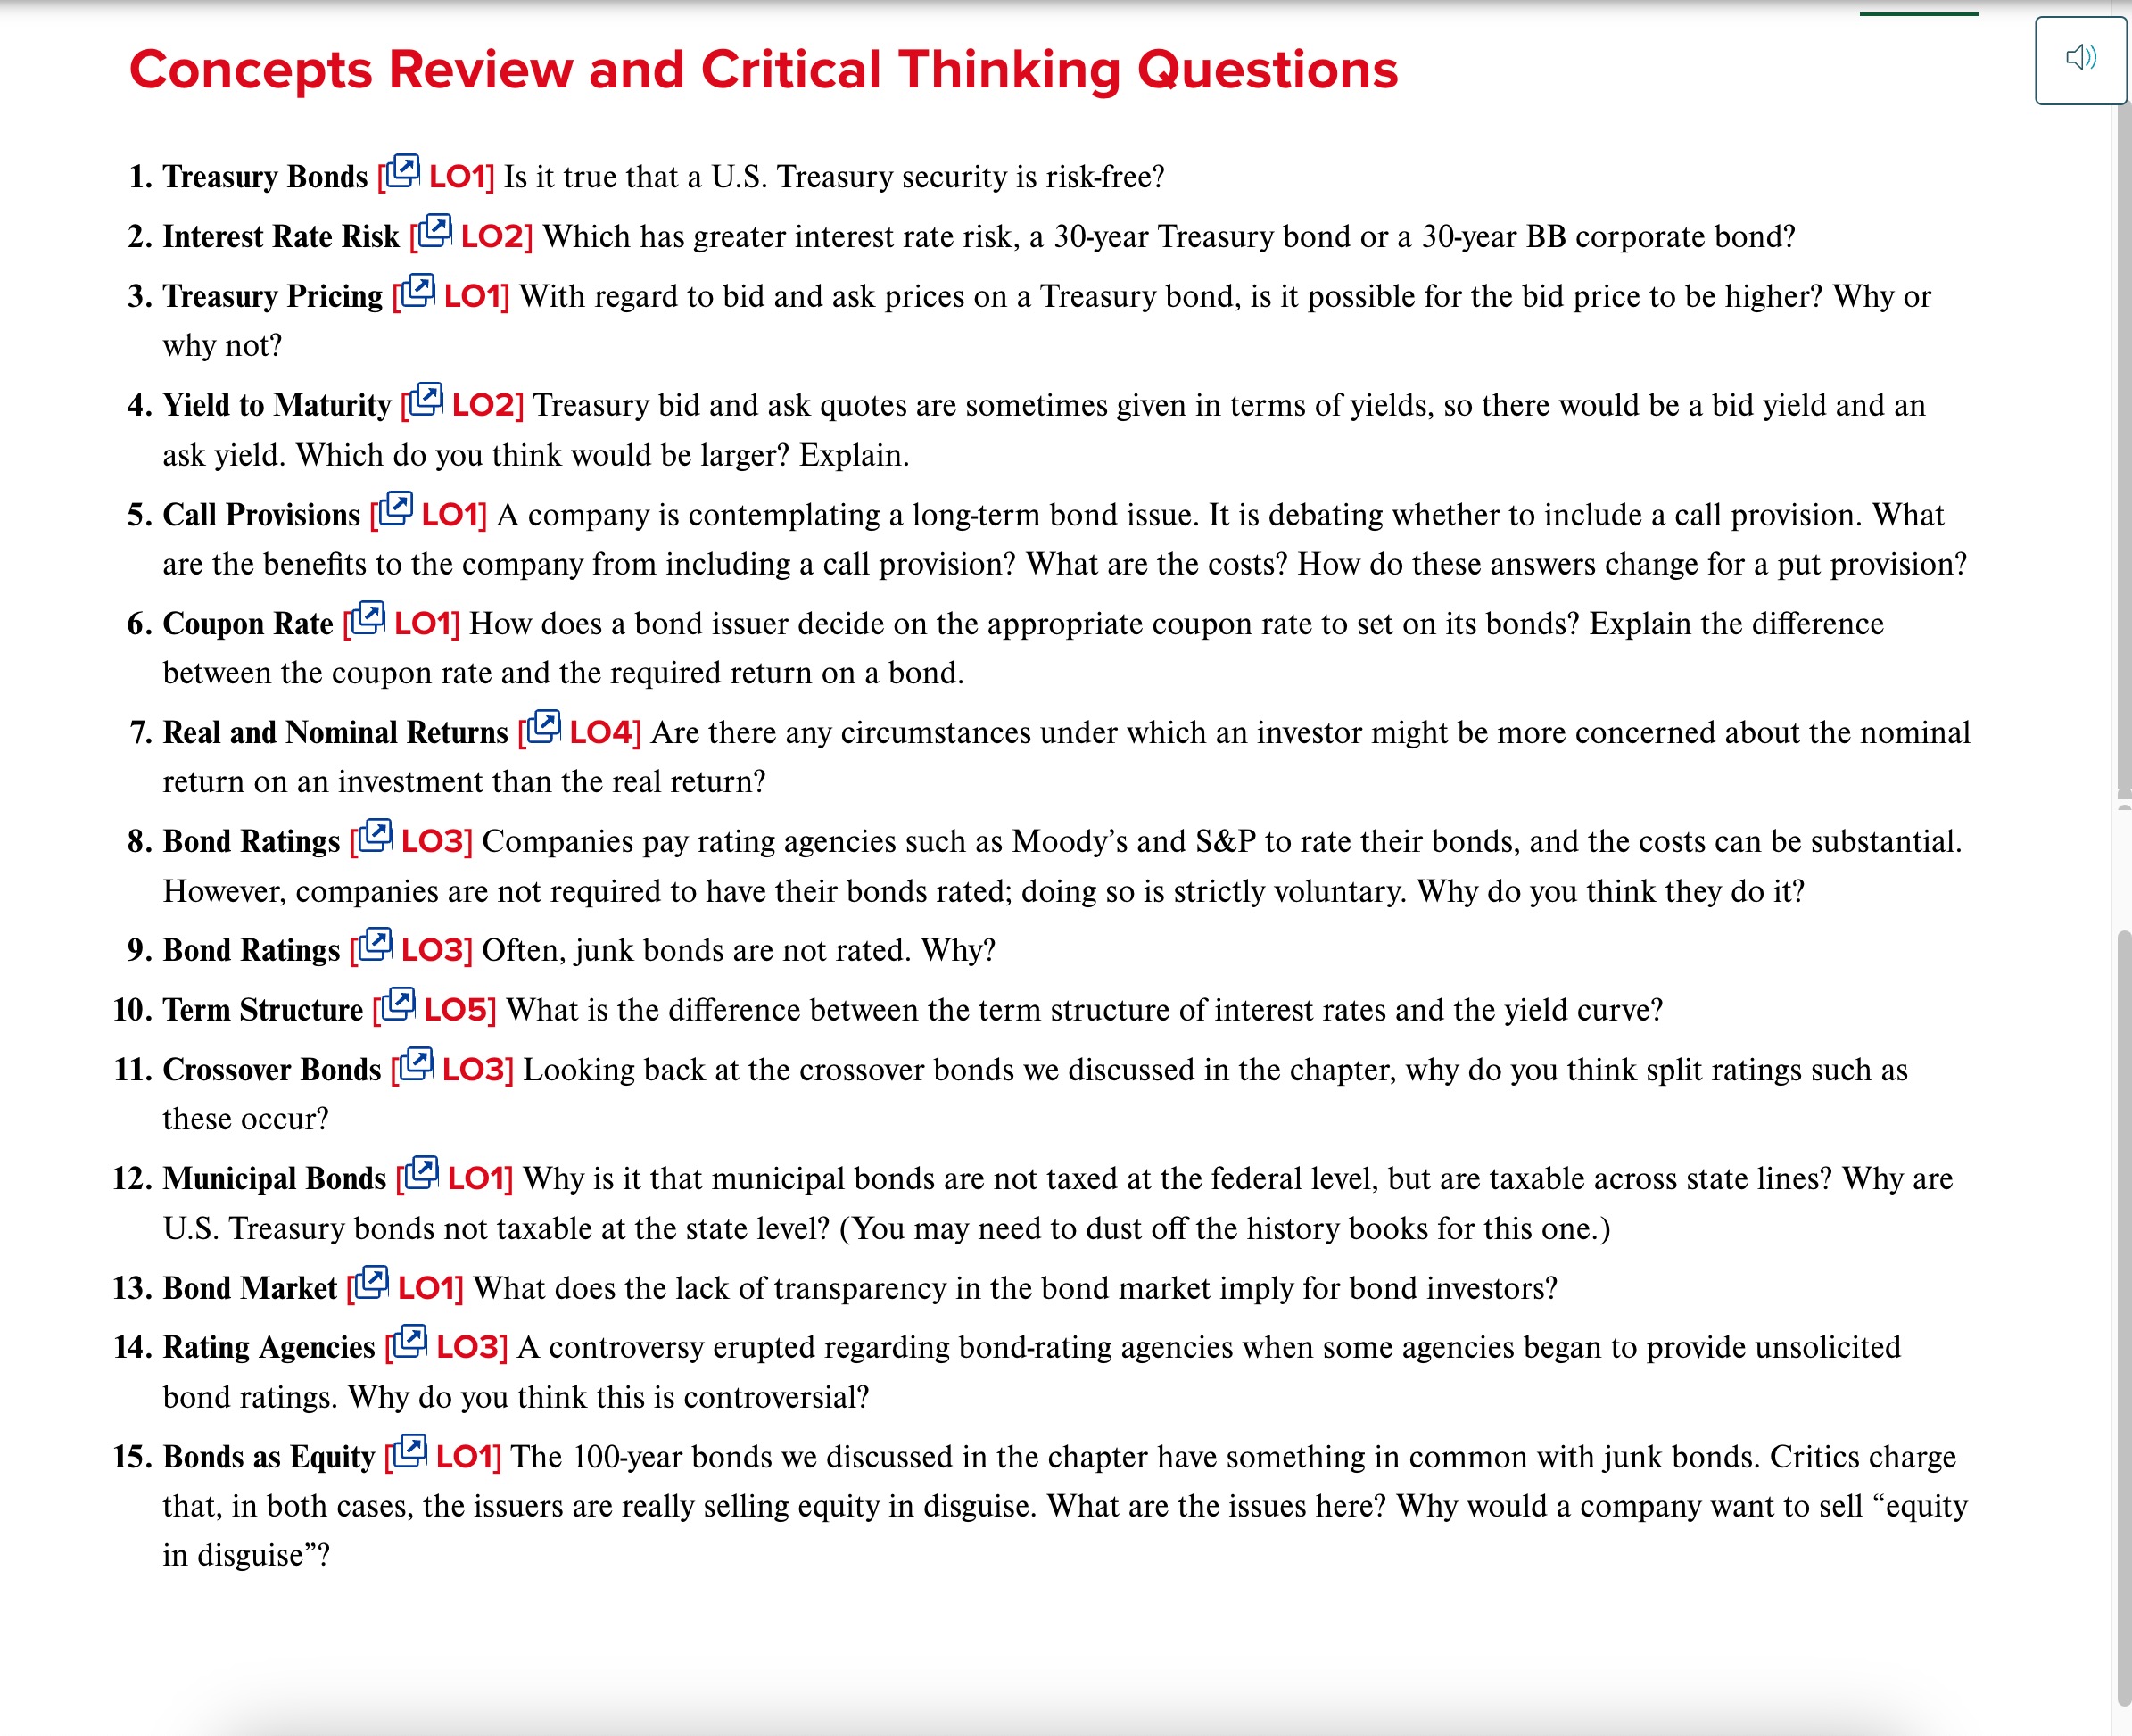 Concepts Review and Critical Thinking Questions
1. Treasury Bonds [ LO1] Is it true that a U.S. Treasury security is risk-free?
2. Interest Rate Risk [ LO2] Which has greater interest rate risk, a 30-year Treasury bond or a 30-year BB corporate bond?
3. Treasury Pricing [ LO1] With regard to bid and ask prices on a Treasury bond, is it possible for the bid price to be higher? Why or
why not?
4. Yield to Maturity [ LO2] Treasury bid and ask quotes are sometimes given in terms of yields, so there would be a bid yield and an
ask yield. Which do you think would be larger? Explain.
5. Call Provisions [ LO1] A company is contemplating a long-term bond issue. It is debating whether to include a call provision. What
are the benefits to the company from including a call provision? What are the costs? How do these answers change for a put provision?
6. Coupon Rate [ LO1] How does a bond issuer decide on the appropriate coupon rate to set on its bonds? Explain the difference
between the coupon rate and the required return on a bond.
7. Real and Nominal Returns [ LO4] Are there any circumstances under which an investor might be more concerned about the nominal
return on an investment than the real return?
8. Bond Ratings [ LO3] Companies pay rating agencies such as Moody’s and S&P to rate their bonds, and the costs can be substantial.
However, companies are not required to have their bonds rated; doing so is strictly voluntary. Why do you think they do it?
9. Bond Ratings [ LO3] Often, junk bonds are not rated. Why?
10. Term Structure [ LO5] What is the difference between the term structure of interest rates and the yield curve?
11. Crossover Bonds [ LO3] Looking back at the crossover bonds we discussed in the chapter, why do you think split ratings such as
these occur?
12. Municipal Bonds [ LO1] Why is it that municipal bonds are not taxed at the federal level, but are taxable across state lines? Why are
U.S. Treasury bonds not taxable at the state level? (You may need to dust off the history books for this one.)
13. Bond Market [ LO1] What does the lack of transparency in the bond market imply for bond investors?
14. Rating Agencies [ LO3] A controversy erupted regarding bond-rating agencies when some agencies began to provide unsolicited
bond ratings. Why do you think this is controversial?
15. Bonds as Equity [ LO1] The 100-year bonds we discussed in the chapter have something in common with junk bonds. Critics charge
that, in both cases, the issuers are really selling equity in disguise. What are the issues here? Why would a company want to sell “equity
in disguise”?